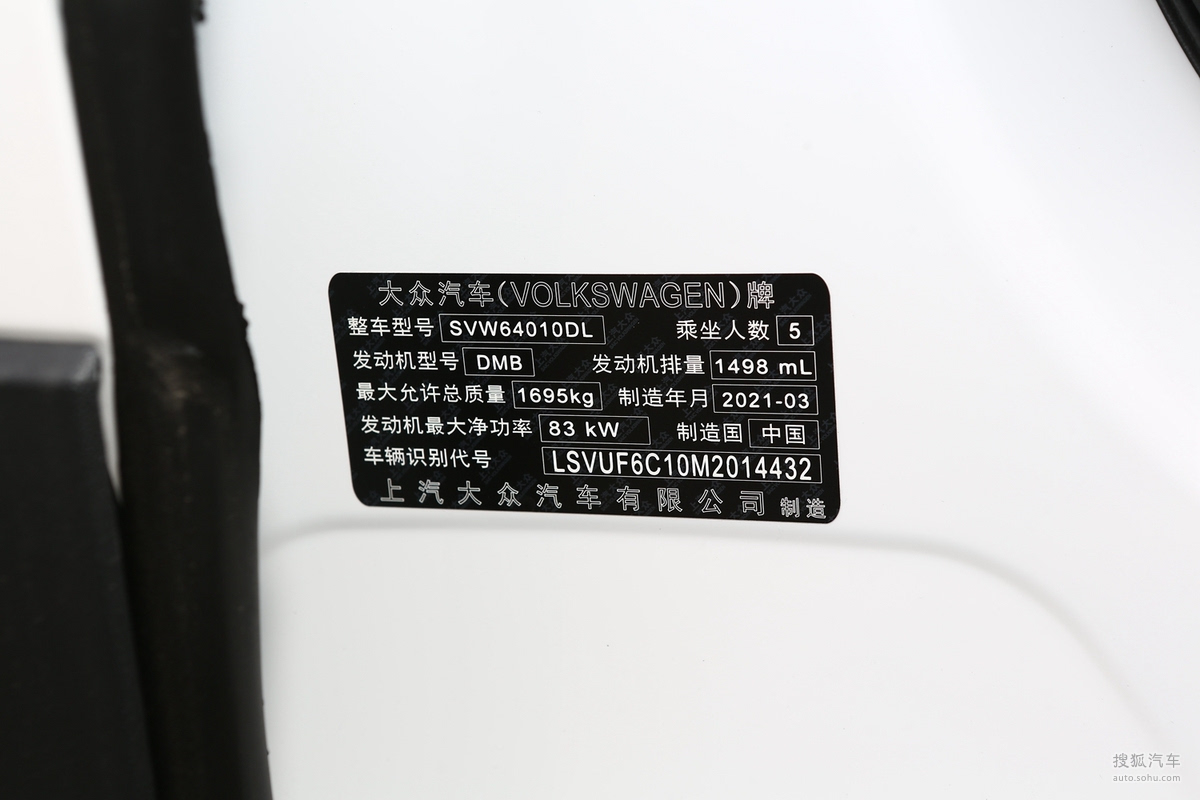 大众汽车(VOLKSWAGEN)牌
整车型号 SVW64010DL 乘坐人数 5
发动机型号 DMB 发动机排量 1498 mL
最大允许总质量 1695kg 制造年月 2021-03
发动机最大净功率 83 kW 制造国 中国
车辆识别代号 LSVUF6C10M2014432
上汽大众汽车有限公司 制造
搜狐汽车
auto.sohu.com